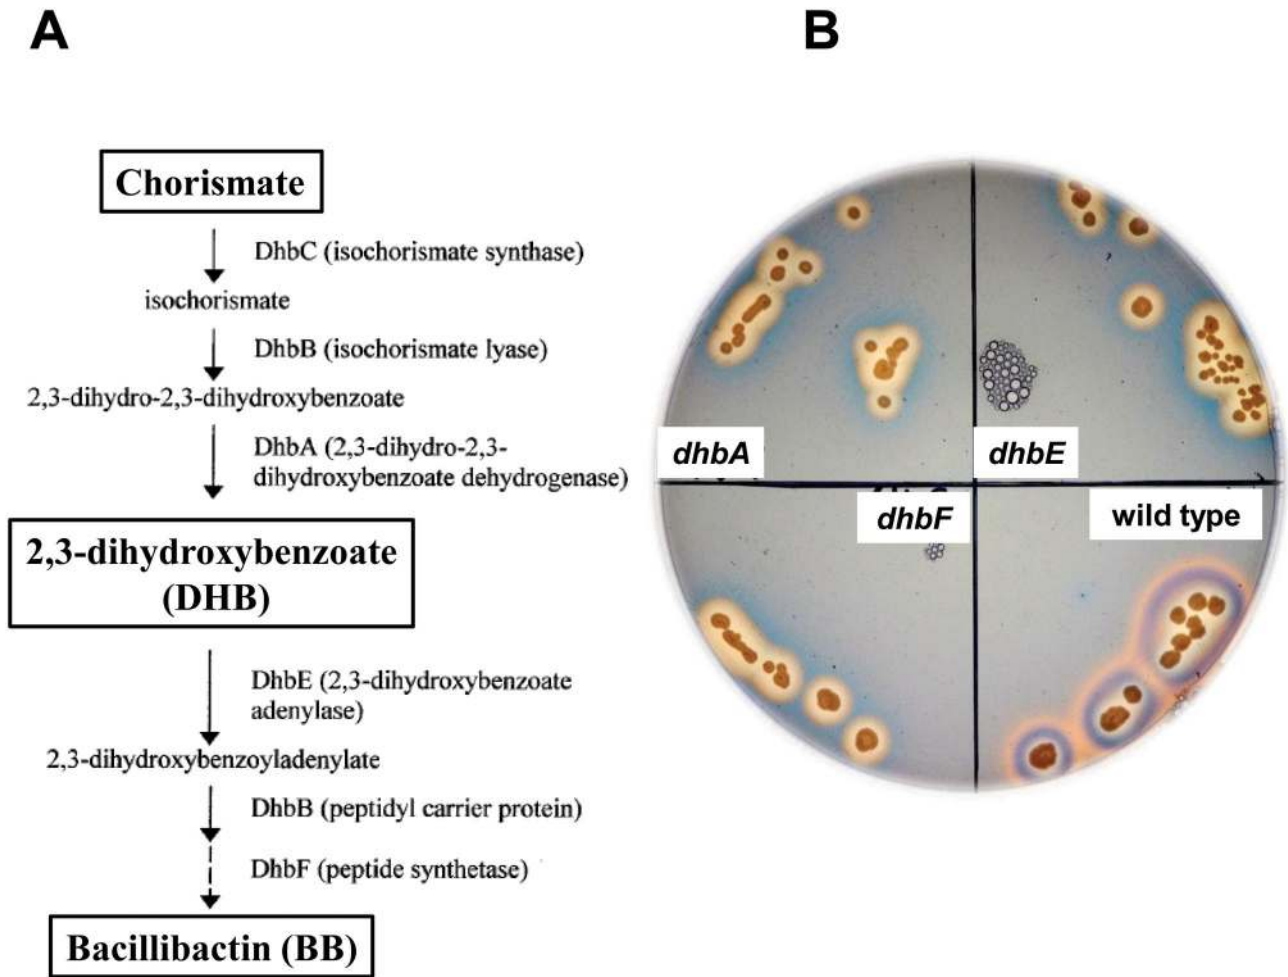 A
B
Chorismate
DhbC (isochorismate synthase)
isochorismate
DhbB (isochorismate lyase)
2,3-dihydro-2,3-dihydroxybenzoate
DhbA (2,3-dihydro-2,3-
dihydroxybenzoate dehydrogenase)
2,3-dihydroxybenzoate
(DHB)
DhbE (2,3-dihydroxybenzoate
adenylase)
2,3-dihydroxybenzoyladenylate
DhbB (peptidyl carrier protein)
DhbF (peptide synthetase)
Bacillibactin (BB)
dhbA
dhbE
dhbF
wild type